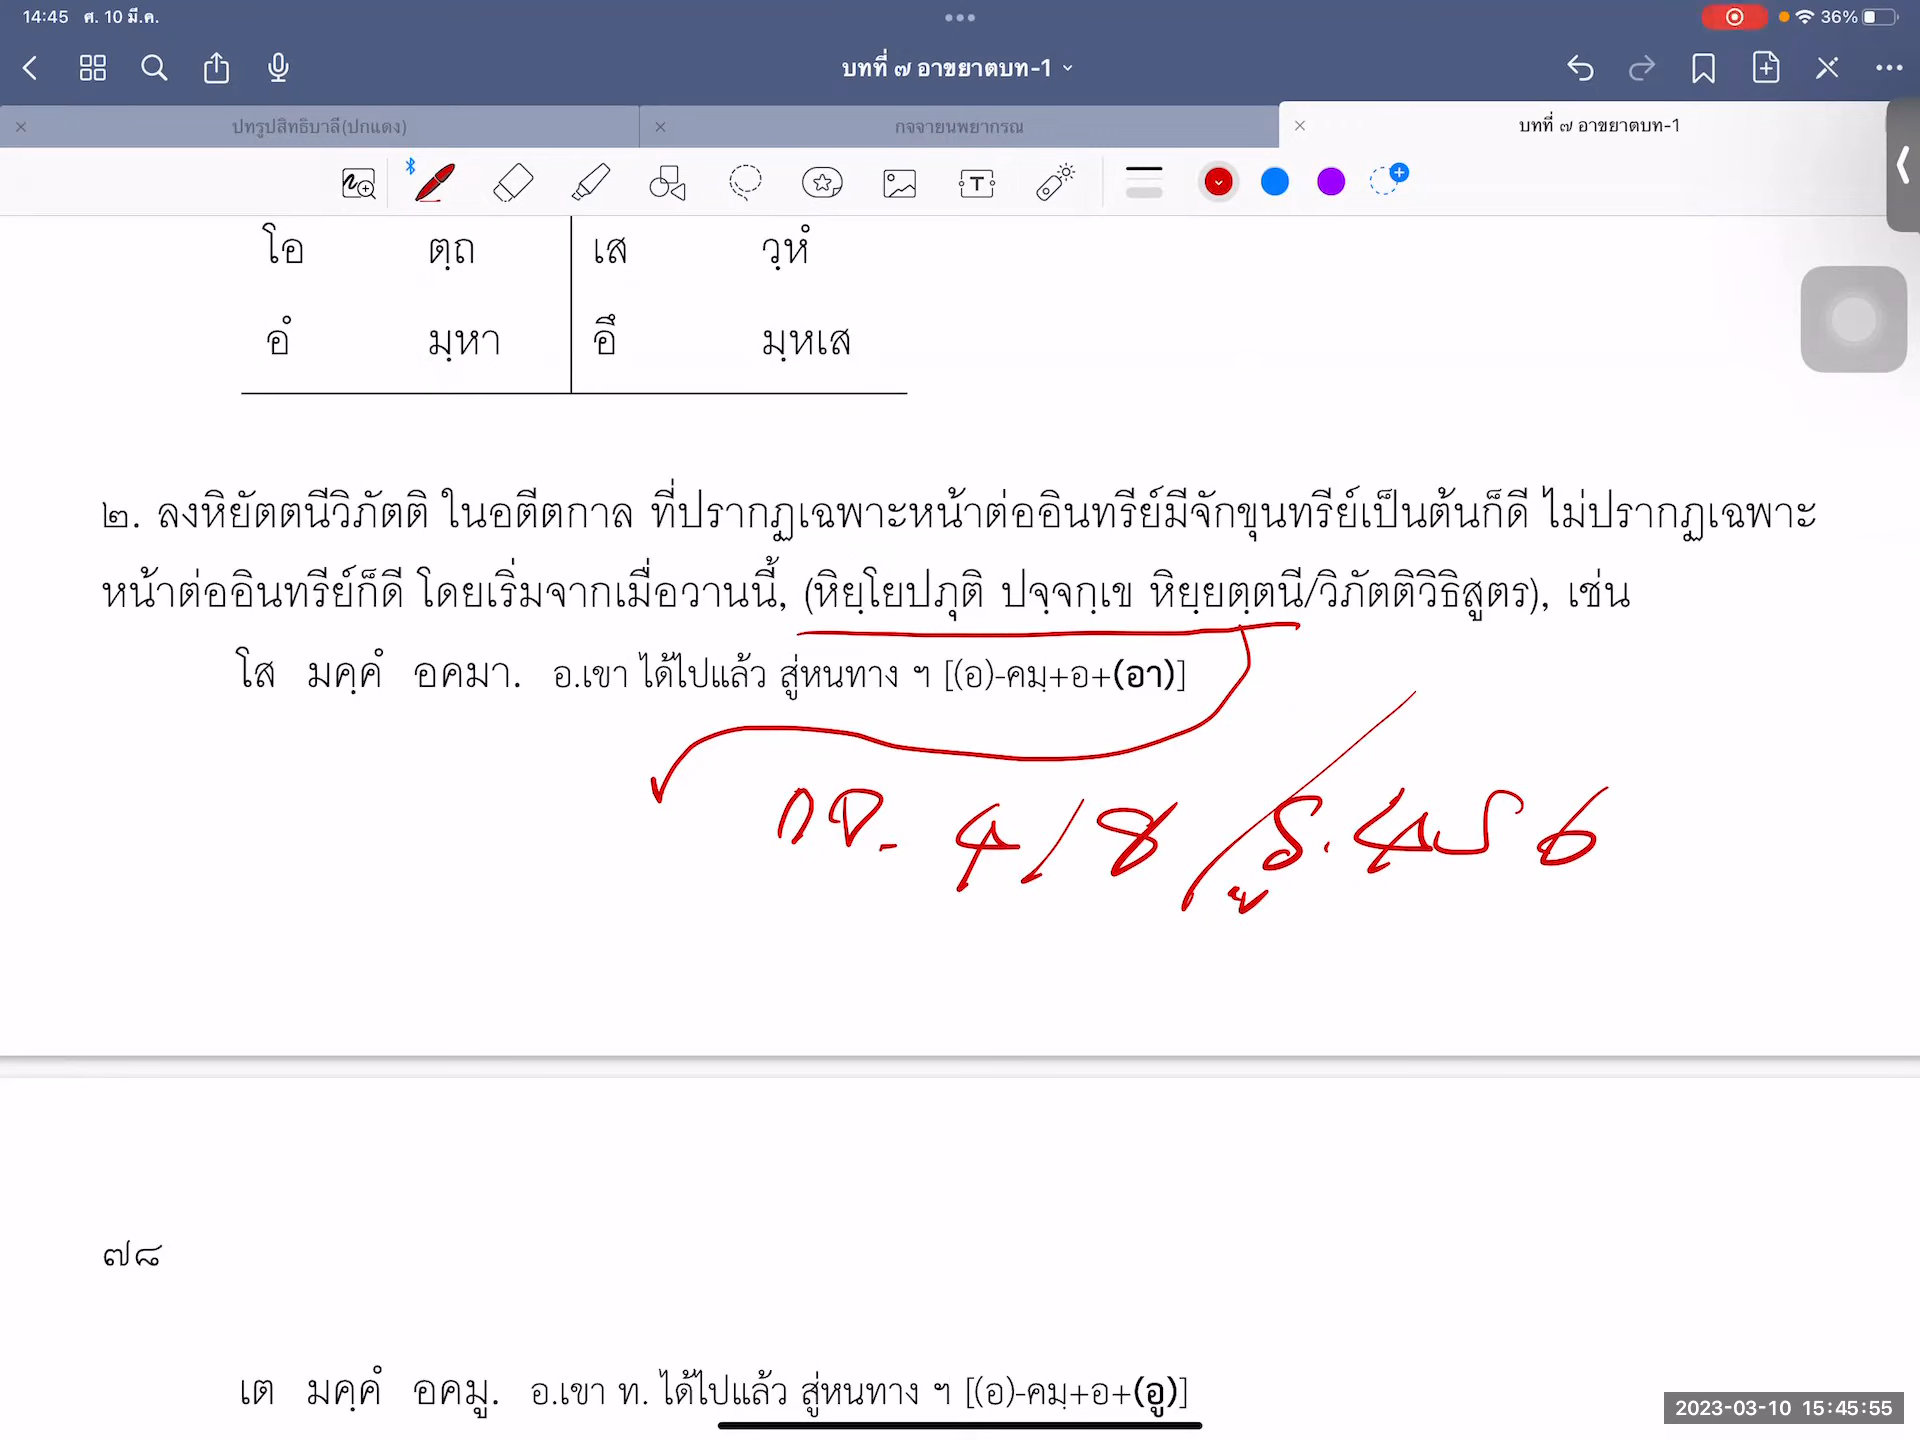 14:45 ศ. 10 มี.ค.
36%
บทที่ ๗ อาขยาตบท-1
ปทรูปสิทธิบาลี(ปกแดง)
กจจายนพยากรณ
บทที่ ๗ อาขยาตบท-1
โอ ตฺถ เส วฺหํ
อํ มฺหา อึ มฺหเส
๒. ลงหิยัตตนีวิภัตติ ในอตีตกาล ที่ปรากฏเฉพาะหน้าต่ออินทรีย์มีจักขุนทรีย์เป็นต้นก็ดี ไม่ปรากฏเฉพาะ
หน้าต่ออินทรีย์ก็ดี โดยเริ่มจากเมื่อวานนี้, (หิยฺโยปภุติ ปจฺจกฺเข หิยฺยตฺตนี/วิภัตติวิธิสูตร), เช่น
โส มคฺคํ อคมา. อ.เขา ได้ไปแล้ว สู่หนทาง ฯ [(อ)-คมฺ+อ+(อา)]
กจ.
๗๘
เต มคฺคํ อคมู. อ.เขา ท. ได้ไปแล้ว สู่หนทาง ฯ [(อ)-คมฺ+อ+(อู)]
2023-03-10 15:45:55